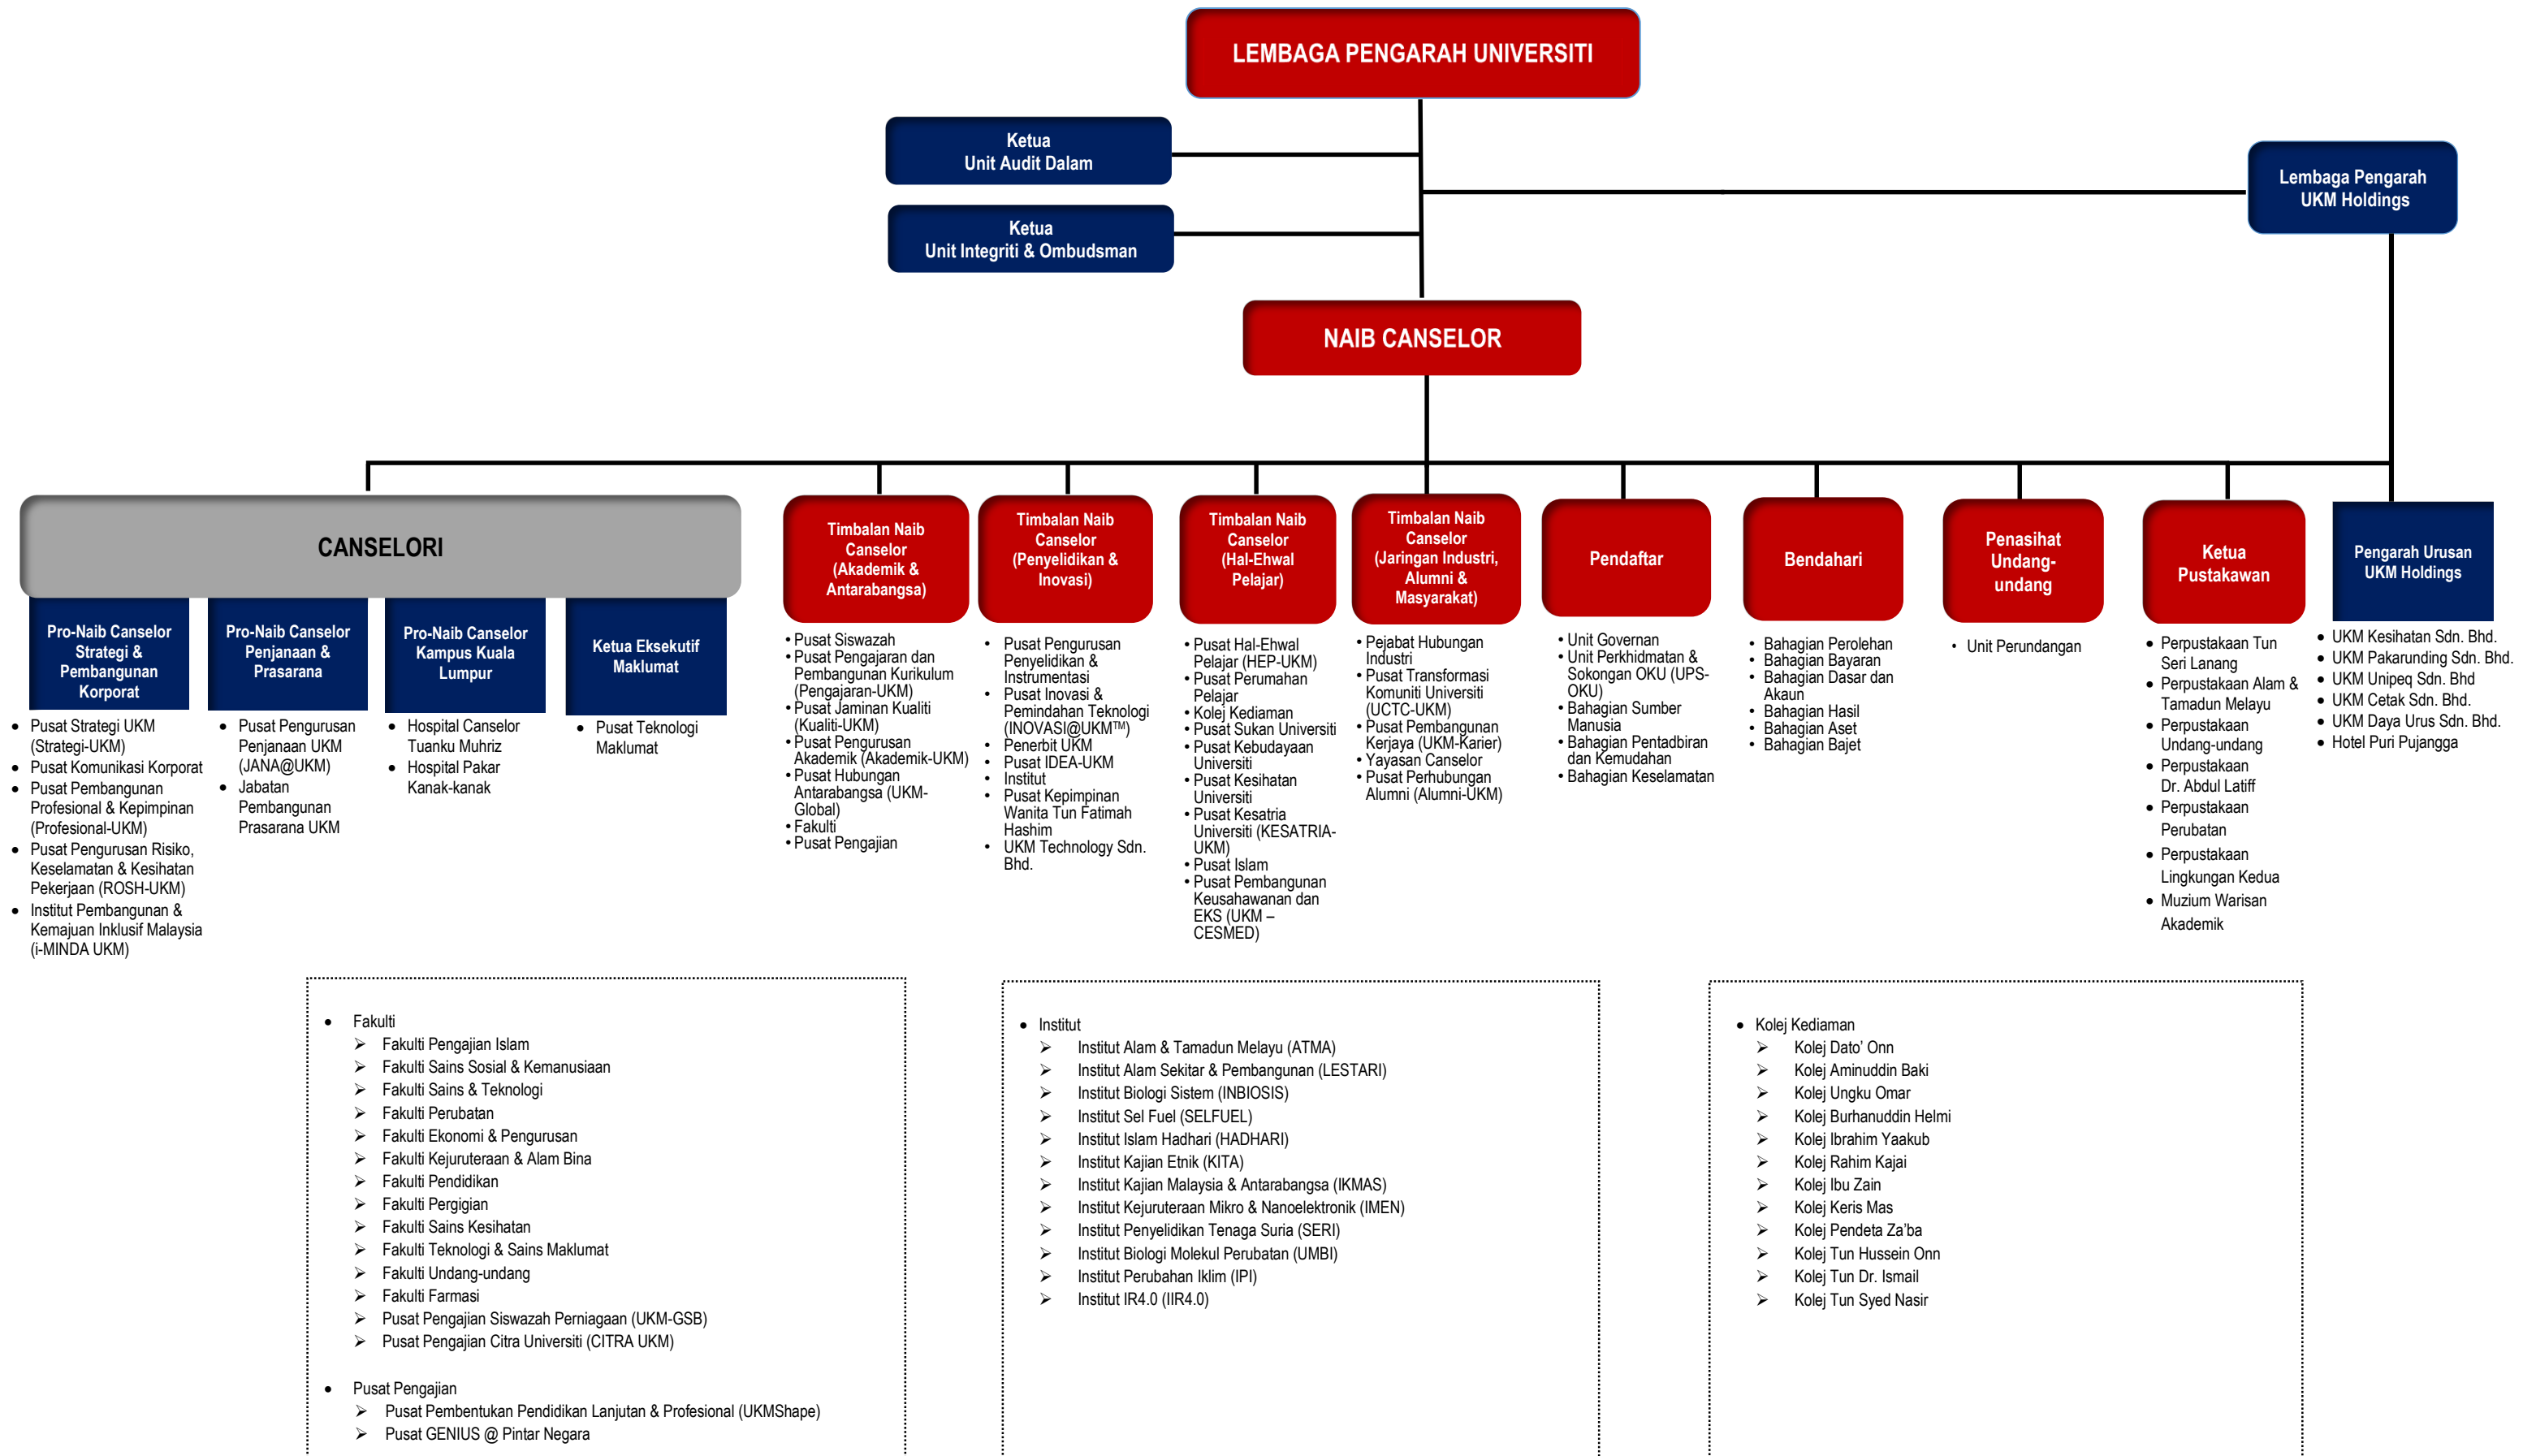 LEMBAGA PENGARAH UNIVERSITI
Ketua
Unit Audit Dalam
Lembaga Pengarah
UKM Holdings
Ketua
Unit Integriti & Ombudsman
NAIB CANSELOR
CANSELORI
Pro-Naib Canselor
Strategi &
Pembangunan
Korporat
• Pusat Strategi UKM
(Strategi-UKM)
• Pusat Komunikasi Korporat
• Pusat Pembangunan
Profesional & Kepimpinan
(Profesional-UKM)
• Pusat Pengurusan Risiko,
Keselamatan & Kesihatan
Pekerjaan (ROSH-UKM)
• Institut Pembangunan &
Kemajuan Inklusif Malaysia
(i-MINDA UKM)
Pro-Naib Canselor
Penjanaan &
Prasarana
• Pusat Pengurusan
Penjanaan UKM
(JANA@UKM)
• Jabatan
Pembangunan
Prasarana UKM
Pro-Naib Canselor
Kampus Kuala
Lumpur
• Hospital Canselor
Tuanku Muhriz
• Hospital Pakar
Kanak-kanak
Ketua Eksekutif
Maklumat
• Pusat Teknologi
Maklumat
Timbalan Naib
Canselor
(Akademik &
Antarabangsa)
• Pusat Siswazah
• Pusat Pengajaran dan
Pembangunan Kurikulum
(Pengajaran-UKM)
• Pusat Jaminan Kualiti
(Kualiti-UKM)
• Pusat Pengurusan
Akademik (Akademik-UKM)
• Pusat Hubungan
Antarabangsa (UKM-
Global)
• Fakulti
• Pusat Pengajian
Timbalan Naib
Canselor
(Penyelidikan &
Inovasi)
• Pusat Pengurusan
Penyelidikan &
Instrumentasi
• Pusat Inovasi &
Pemindahan Teknologi
(INOVASI@UKM™)
• Penerbit UKM
• Pusat IDEA-UKM
• Institut
• Pusat Kepimpinan
Wanita Tun Fatimah
Hashim
• UKM Technology Sdn.
Bhd.
Timbalan Naib
Canselor
(Hal-Ehwal
Pelajar)
• Pusat Hal-Ehwal
Pelajar (HEP-UKM)
• Pusat Perumahan
Pelajar
• Kolej Kediaman
• Pusat Sukan Universiti
• Pusat Kebudayaan
Universiti
• Pusat Kesihatan
Universiti
• Pusat Kesatria
Universiti (KESATRIA-
UKM)
• Pusat Islam
• Pusat Pembangunan
Keusahawanan dan
EKS (UKM –
CESMED)
Timbalan Naib
Canselor
(Jaringan Industri,
Alumni &
Masyarakat)
• Pejabat Hubungan
Industri
• Pusat Transformasi
Komuniti Universiti
(UCTC-UKM)
• Pusat Pembangunan
Kerjaya (UKM-Karier)
• Yayasan Canselor
• Pusat Perhubungan
Alumni (Alumni-UKM)
Pendaftar
• Unit Governan
• Unit Perkhidmatan &
Sokongan OKU (UPS-
OKU)
• Bahagian Sumber
Manusia
• Bahagian Pentadbiran
dan Kemudahan
• Bahagian Keselamatan
Bendahari
• Bahagian Perolehan
• Bahagian Bayaran
• Bahagian Dasar dan
Akaun
• Bahagian Hasil
• Bahagian Aset
• Bahagian Bajet
Penasihat
Undang-
undang
• Unit Perundangan
Ketua
Pustakawan
• Perpustakaan Tun
Seri Lanang
• Perpustakaan Alam &
Tamadun Melayu
• Perpustakaan
Undang-undang
• Perpustakaan
Dr. Abdul Latiff
• Perpustakaan
Perubatan
• Perpustakaan
Lingkungan Kedua
• Muzium Warisan
Akademik
Pengarah Urusan
UKM Holdings
• UKM Kesihatan Sdn. Bhd.
• UKM Pakarunding Sdn. Bhd.
• UKM Unipeq Sdn. Bhd
• UKM Cetak Sdn. Bhd.
• UKM Daya Urus Sdn. Bhd.
• Hotel Puri Pujangga
• Fakulti
➢ Fakulti Pengajian Islam
➢ Fakulti Sains Sosial & Kemanusiaan
➢ Fakulti Sains & Teknologi
➢ Fakulti Perubatan
➢ Fakulti Ekonomi & Pengurusan
➢ Fakulti Kejuruteraan & Alam Bina
➢ Fakulti Pendidikan
➢ Fakulti Pergigian
➢ Fakulti Sains Kesihatan
➢ Fakulti Teknologi & Sains Maklumat
➢ Fakulti Undang-undang
➢ Fakulti Farmasi
➢ Pusat Pengajian Siswazah Perniagaan (UKM-GSB)
➢ Pusat Pengajian Citra Universiti (CITRA UKM)
• Pusat Pengajian
➢ Pusat Pembentukan Pendidikan Lanjutan & Profesional (UKMShape)
➢ Pusat GENIUS @ Pintar Negara
• Institut
➢ Institut Alam & Tamadun Melayu (ATMA)
➢ Institut Alam Sekitar & Pembangunan (LESTARI)
➢ Institut Biologi Sistem (INBIOSIS)
➢ Institut Sel Fuel (SELFUEL)
➢ Institut Islam Hadhari (HADHARI)
➢ Institut Kajian Etnik (KITA)
➢ Institut Kajian Malaysia & Antarabangsa (IKMAS)
➢ Institut Kejuruteraan Mikro & Nanoelektronik (IMEN)
➢ Institut Penyelidikan Tenaga Suria (SERI)
➢ Institut Biologi Molekul Perubatan (UMBI)
➢ Institut Perubahan Iklim (IPI)
➢ Institut IR4.0 (IIR4.0)
• Kolej Kediaman
➢ Kolej Dato’ Onn
➢ Kolej Aminuddin Baki
➢ Kolej Ungku Omar
➢ Kolej Burhanuddin Helmi
➢ Kolej Ibrahim Yaakub
➢ Kolej Rahim Kajai
➢ Kolej Ibu Zain
➢ Kolej Keris Mas
➢ Kolej Pendeta Za’ba
➢ Kolej Tun Hussein Onn
➢ Kolej Tun Dr. Ismail
➢ Kolej Tun Syed Nasir